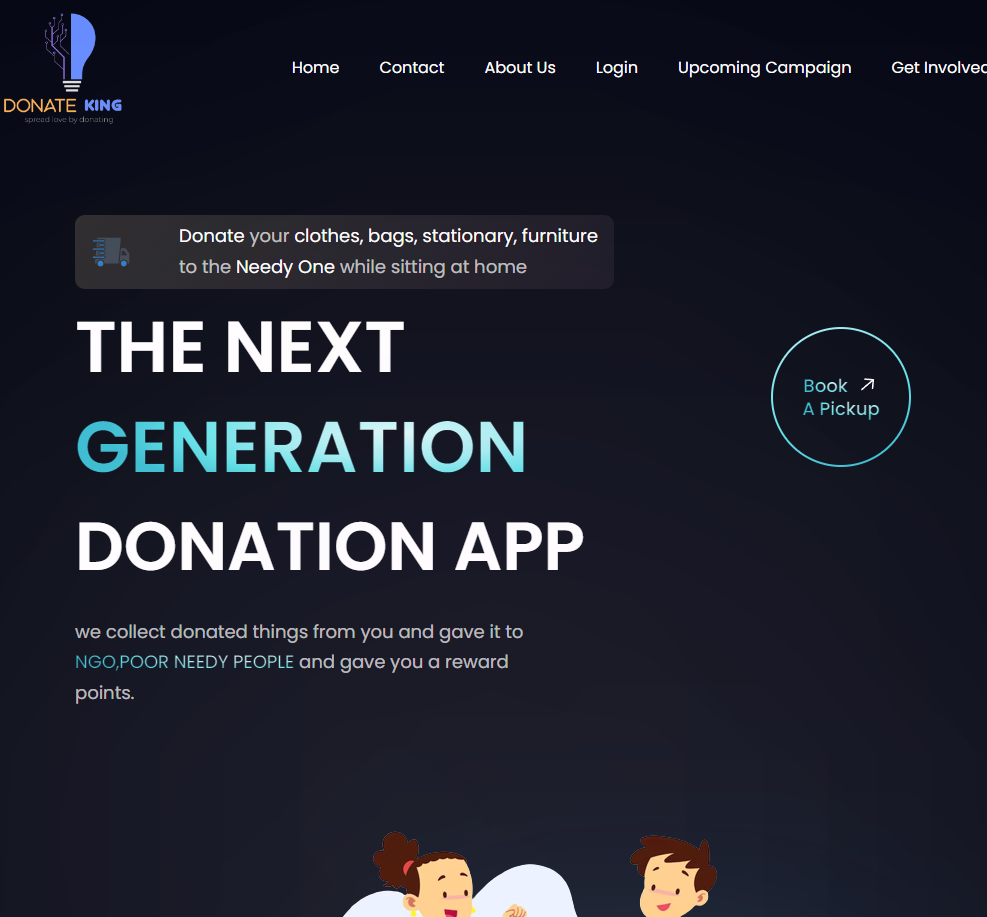 DONATE KING
spread love by donating
Home Contact About Us Login Upcoming Campaign Get Involved
Donate your clothes, bags, stationary, furniture
to the Needy One while sitting at home
THE NEXT
GENERATION
DONATION APP
Book
A Pickup
we collect donated things from you and gave it to
NGO,POOR NEEDY PEOPLE and gave you a reward
points.